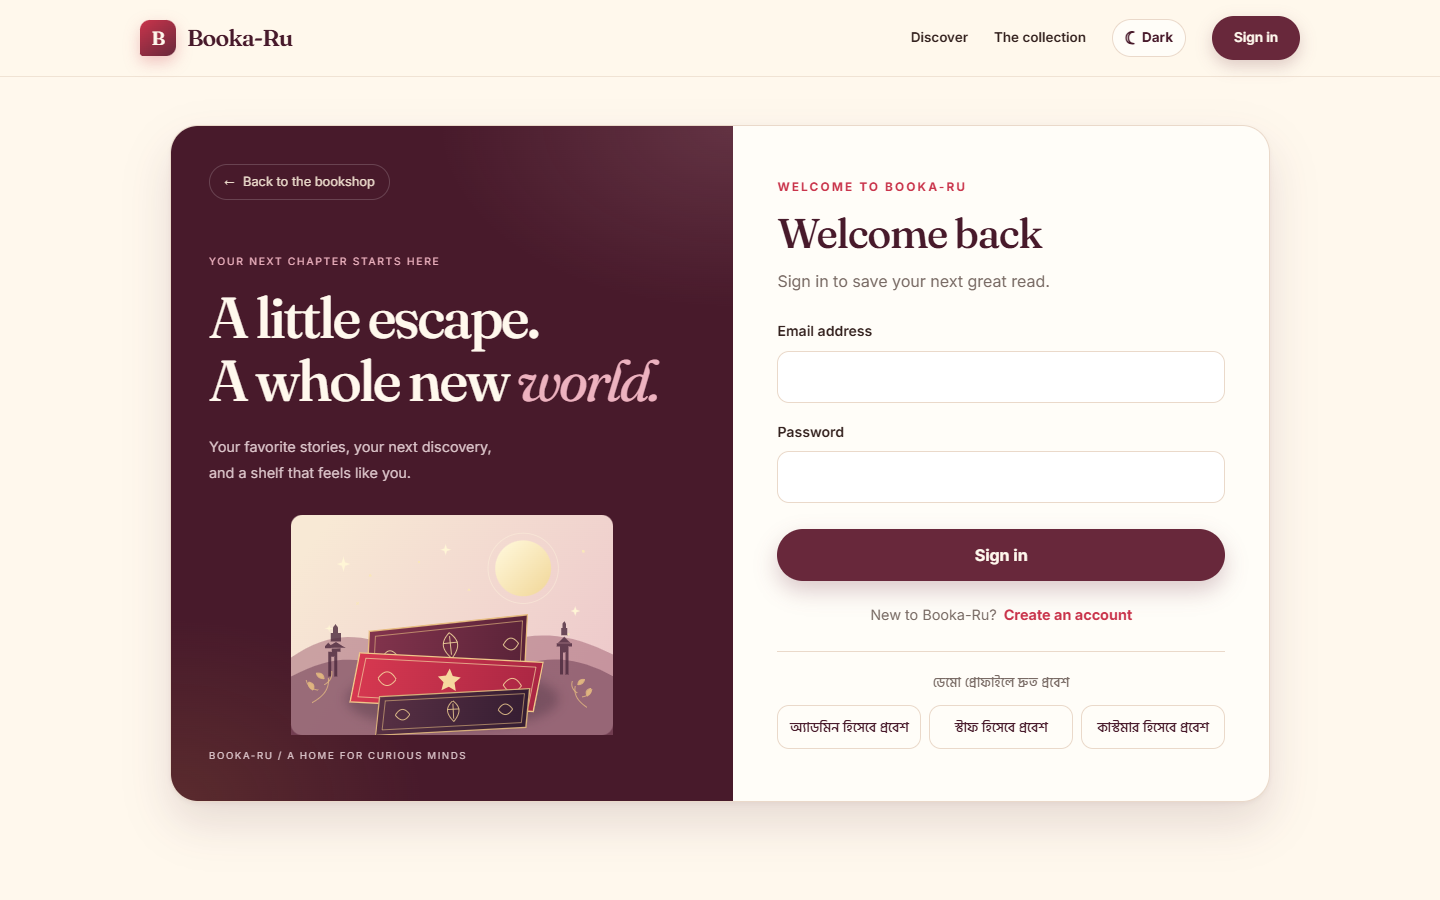 B Booka-Ru
Discover
The collection
Dark
Sign in
← Back to the bookshop
YOUR NEXT CHAPTER STARTS HERE
A little escape.
A whole new world.
Your favorite stories, your next discovery,
and a shelf that feels like you.
BOOKA-RU / A HOME FOR CURIOUS MINDS
WELCOME TO BOOKA-RU
Welcome back
Sign in to save your next great read.
Email address
Password
Sign in
New to Booka-Ru? Create an account
ডেমো প্রোফাইলে দ্রুত প্রবেশ
অ্যাডমিন হিসেবে প্রবেশ
স্টাফ হিসেবে প্রবেশ
কাস্টমার হিসেবে প্রবেশ